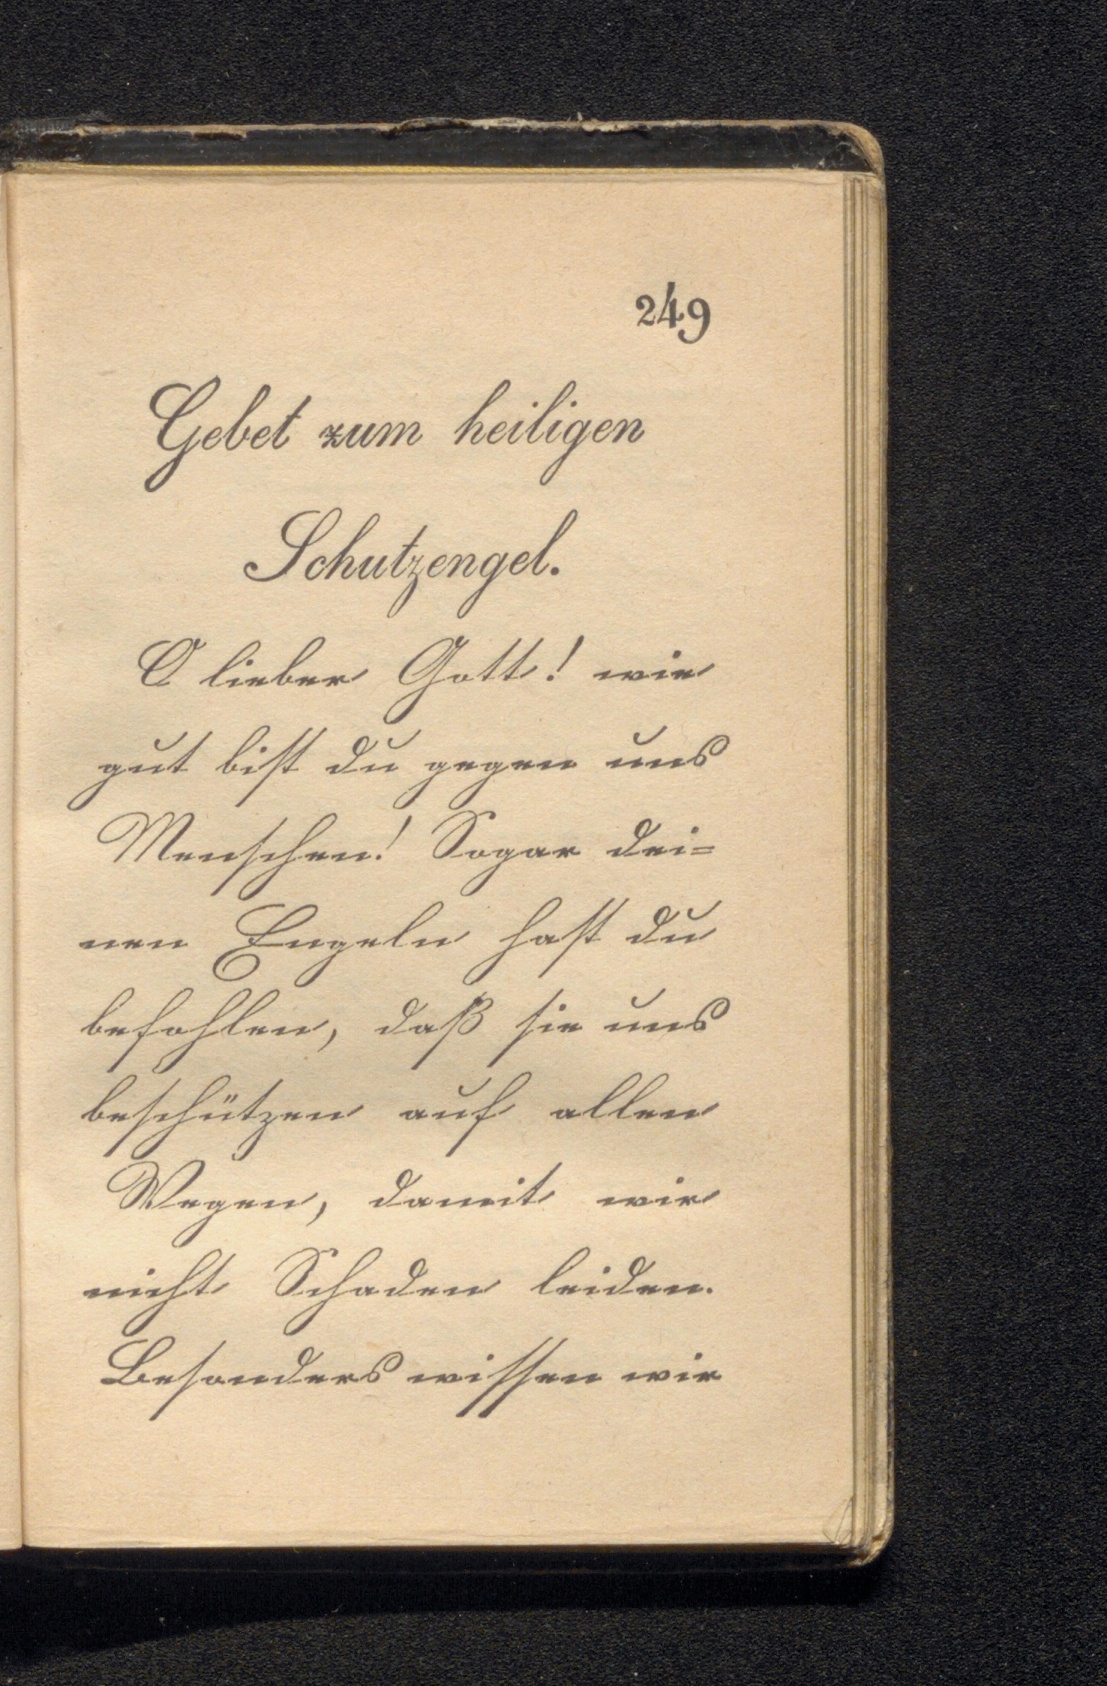 249
Gebet zum heiligen
Schutzengel.
O lieber Gott! wie
gut bist du gegen uns
Menschen! Sogar dei=
nen Engeln hast du
befohlen, daß sie uns
beschützen auf allen
Wegen, damit wir
nicht Schaden leiden.
Besonders wissen wir